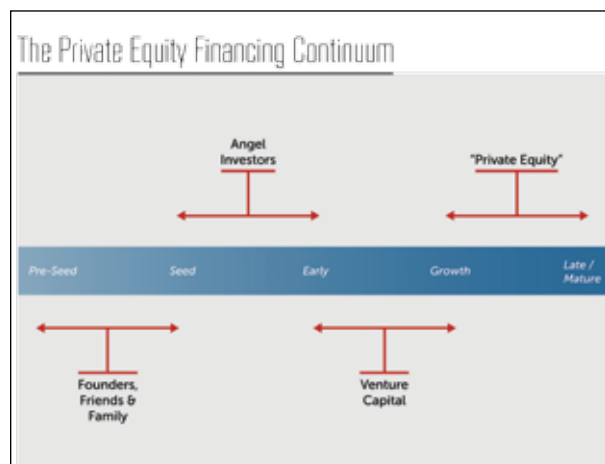 The Private Equity Financing Continuum
Angel
Investors
"Private Equity"
Pre-Seed
Seed
Early
Growth
Late /
Mature
Founders,
Friends &
Family
Venture
Capital